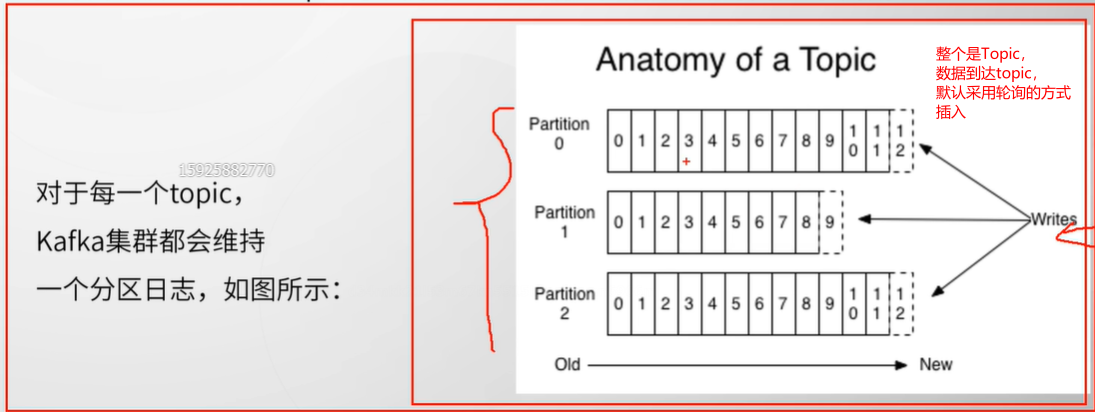 15925882770
对于每一个topic，
Kafka集群都会维持
一个分区日志，如图所示：
Anatomy of a Topic
整个是Topic，
数据到达topic，
默认采用轮询的方式
插入
Partition
0
0 1 2 3 4 5 6 7 8 9 10 11 12
Partition
1
0 1 2 3 4 5 6 7 8 9
Writes
Partition
2
0 1 2 3 4 5 6 7 8 9 10 11 12
Old
New